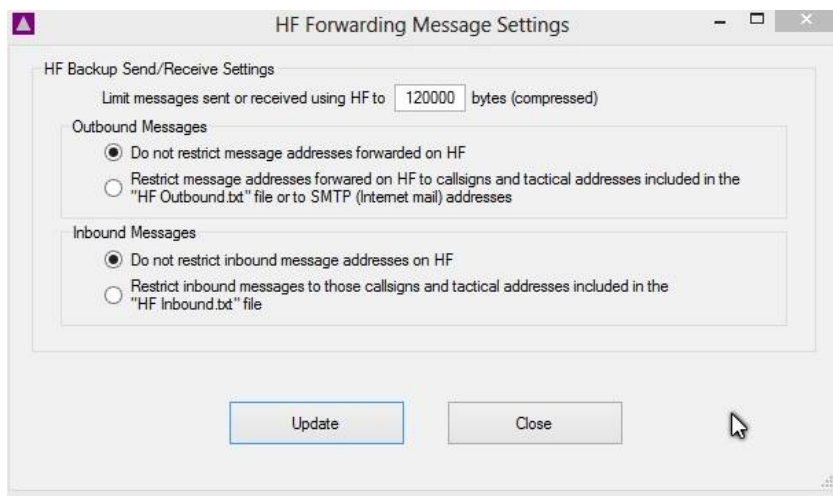 HF Forwarding Message Settings
HF Backup Send/Receive Settings
Limit messages sent or received using HF to 120000 bytes (compressed)
Outbound Messages
Do not restrict message addresses forwarded on HF
Restrict message addresses forwared on HF to callsigns and tactical addresses included in the
"HF Outbound.txt" file or to SMTP (Internet mail) addresses
Inbound Messages
Do not restrict inbound message addresses on HF
Restrict inbound messages to those callsigns and tactical addresses included in the
"HF Inbound.txt" file
Update Close